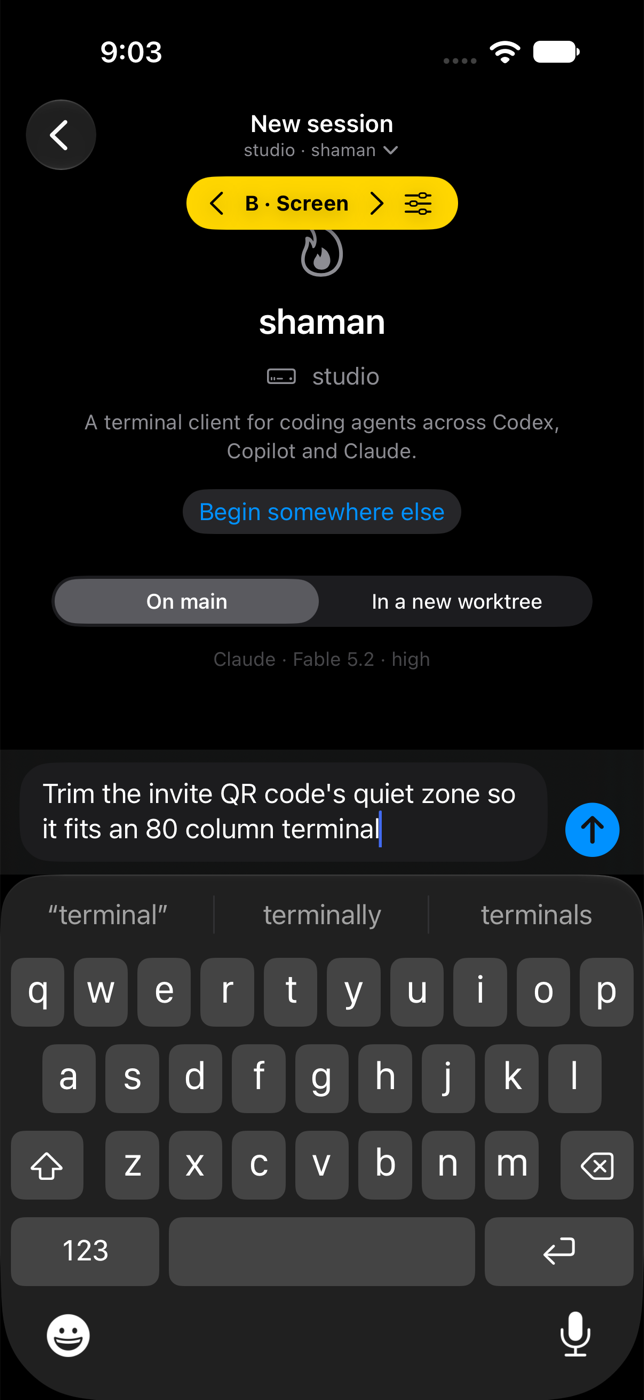 9:03
New session
studio · shaman
B · Screen
shaman
studio
A terminal client for coding agents across Codex,
Copilot and Claude.
Begin somewhere else
On main
In a new worktree
Claude · Fable 5.2 · high
Trim the invite QR code's quiet zone so
it fits an 80 column terminal
“terminal”
terminally
terminals
q w e r t y u i o p
a s d f g h j k l
z x c v b n m
123